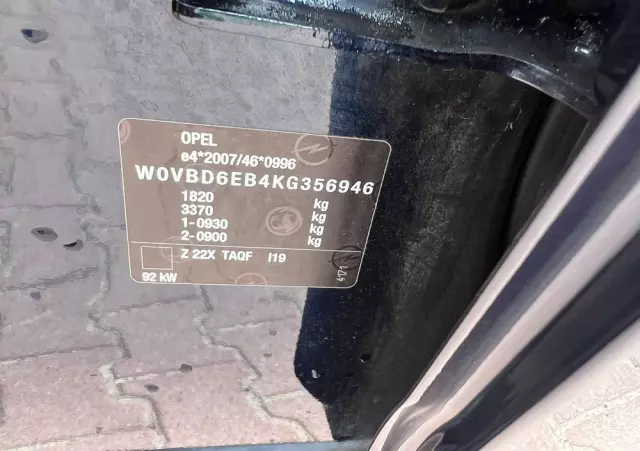 OPEL
e4*2007/46*0996
W0VBD6EB4KG356946
1820 kg
3370 kg
1-0930 kg
2-0900 kg
Z 22X TAQF I19
92 kW